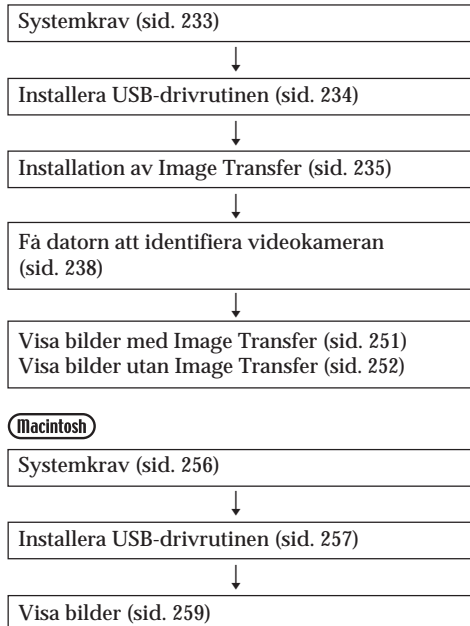 Systemkrav (sid. 233)
Installera USB-drivrutinen (sid. 234)
Installation av Image Transfer (sid. 235)
Få datorn att identifiera videokameran
(sid. 238)
Visa bilder med Image Transfer (sid. 251)
Visa bilder utan Image Transfer (sid. 252)
Macintosh
Systemkrav (sid. 256)
Installera USB-drivrutinen (sid. 257)
Visa bilder (sid. 259)